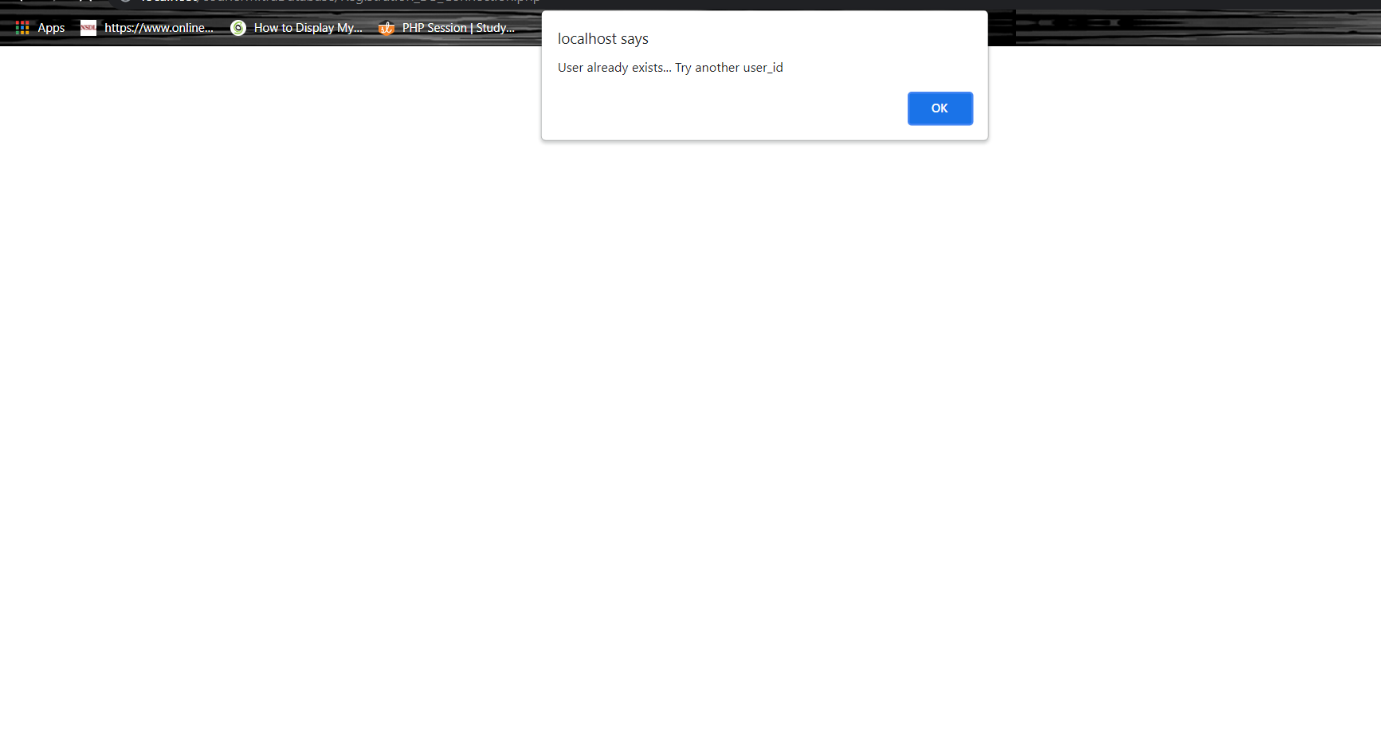 Apps
https://www.online...
How to Display My...
PHP Session | Study...
localhost says
User already exists... Try another user_id
OK